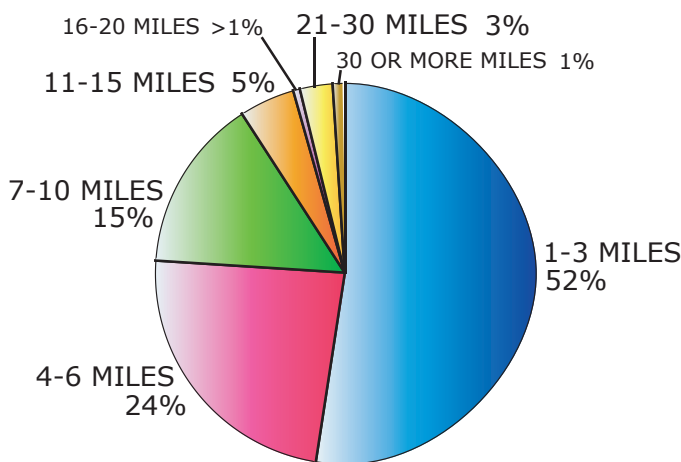 16-20 MILES >1%
21-30 MILES 3%
30 OR MORE MILES 1%
11-15 MILES 5%
7-10 MILES
15%
1-3 MILES
52%
4-6 MILES
24%